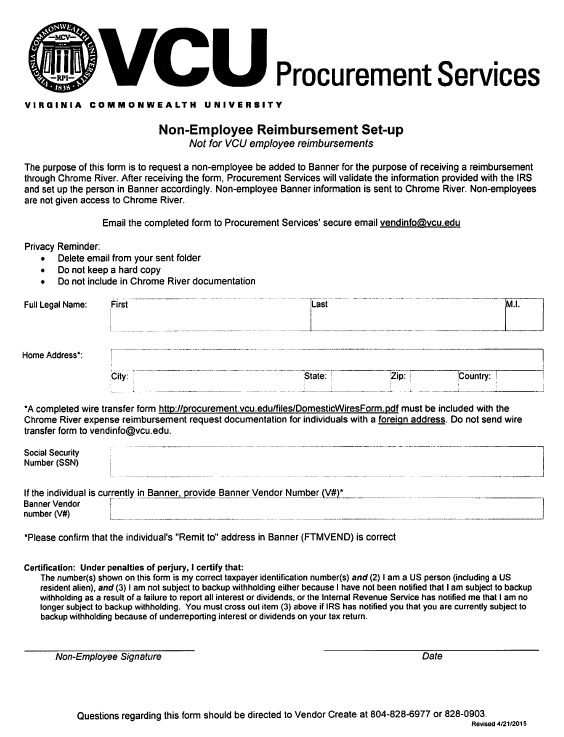 VIRGINIA COMMONWEALTH UNIVERSITY
MCV
RPI
1838
VCU Procurement Services
VIRGINIA COMMONWEALTH UNIVERSITY
Non-Employee Reimbursement Set-up
Not for VCU employee reimbursements
The purpose of this form is to request a non-employee be added to Banner for the purpose of receiving a reimbursement
through Chrome River. After receiving the form, Procurement Services will validate the information provided with the IRS
and set up the person in Banner accordingly. Non-employee Banner information is sent to Chrome River. Non-employees
are not given access to Chrome River.
Email the completed form to Procurement Services' secure email vendinfo@vcu.edu
Privacy Reminder:
• Delete email from your sent folder
• Do not keep a hard copy
• Do not include in Chrome River documentation
Full Legal Name: First Last M.I.
Home Address*:
City: State: Zip: Country:
*A completed wire transfer form http://procurement.vcu.edu/files/DomesticWiresForm.pdf must be included with the
Chrome River expense reimbursement request documentation for individuals with a foreign address. Do not send wire
transfer form to vendinfo@vcu.edu.
Social Security
Number (SSN)
If the individual is currently in Banner, provide Banner Vendor Number (V#)*
Banner Vendor
number (V#)
*Please confirm that the individual's "Remit to" address in Banner (FTMVEND) is correct
Certification: Under penalties of perjury, I certify that:
The number(s) shown on this form is my correct taxpayer identification number(s) and (2) I am a US person (including a US
resident alien), and (3) I am not subject to backup withholding either because I have not been notified that I am subject to backup
withholding as a result of a failure to report all interest or dividends, or the Internal Revenue Service has notified me that I am no
longer subject to backup withholding. You must cross out item (3) above if IRS has notified you that you are currently subject to
backup withholding because of underreporting interest or dividends on your tax return.
Non-Employee Signature Date
Questions regarding this form should be directed to Vendor Create at 804-828-6977 or 828-0903.
Revised 4/21/2015